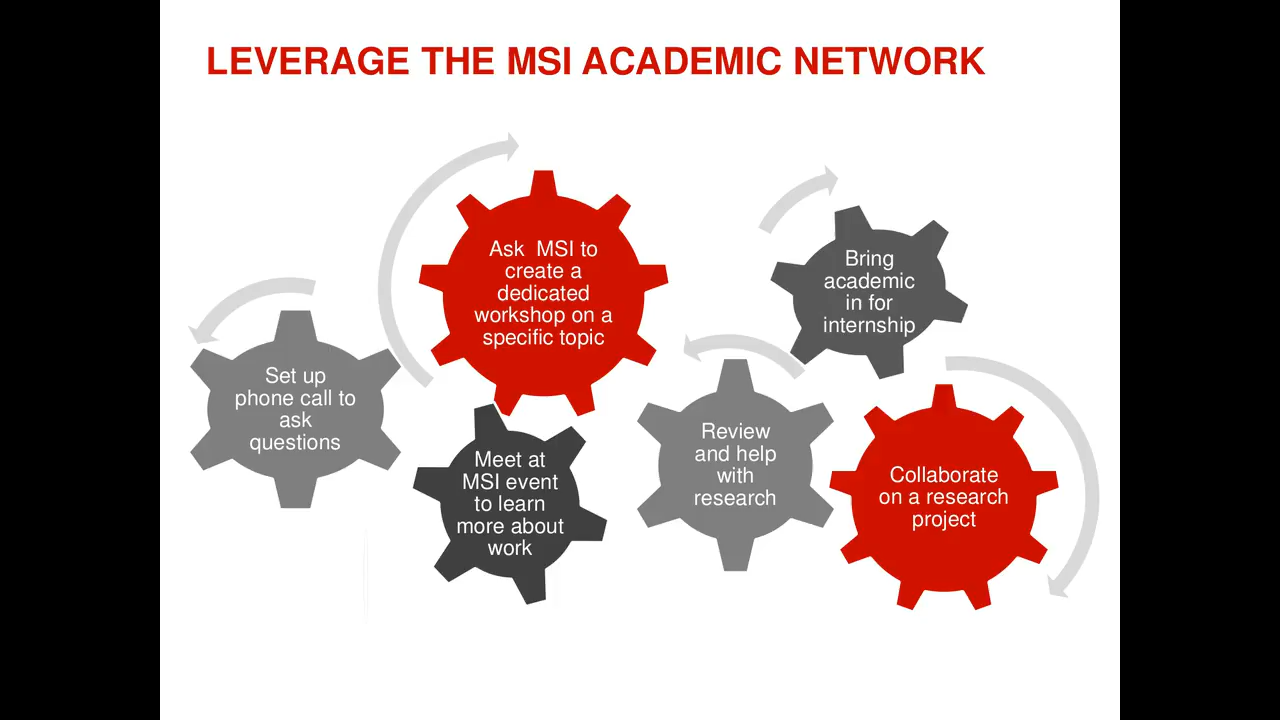 LEVERAGE THE MSI ACADEMIC NETWORK
Set up
phone call to
ask
questions
Ask  MSI to
create a
dedicated
workshop on a
specific topic
Meet at
MSI event
to learn
more about
work
Review
and help
with
research
Bring
academic
in for
internship
Collaborate
on a research
project